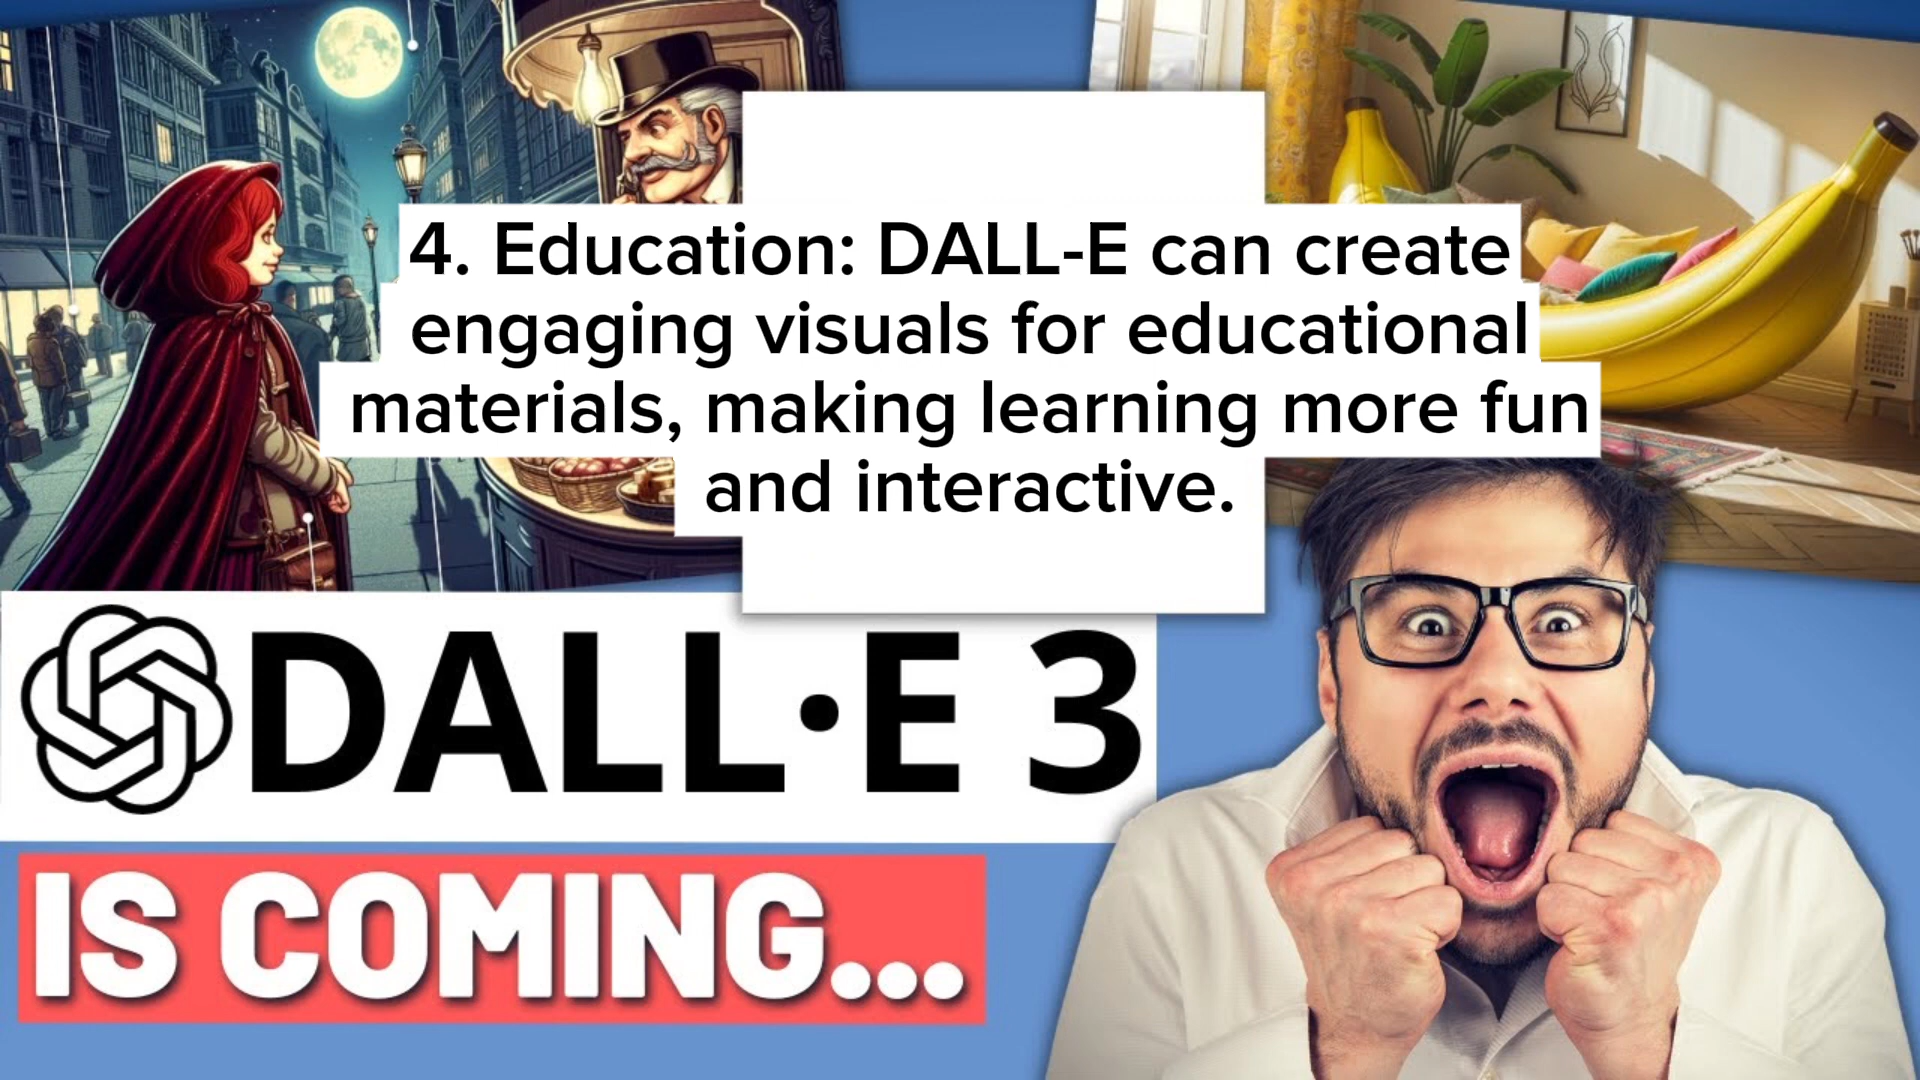 4. Education: DALL-E can create
engaging visuals for educational
materials, making learning more fun
and interactive.
DALL·E 3
IS COMING...